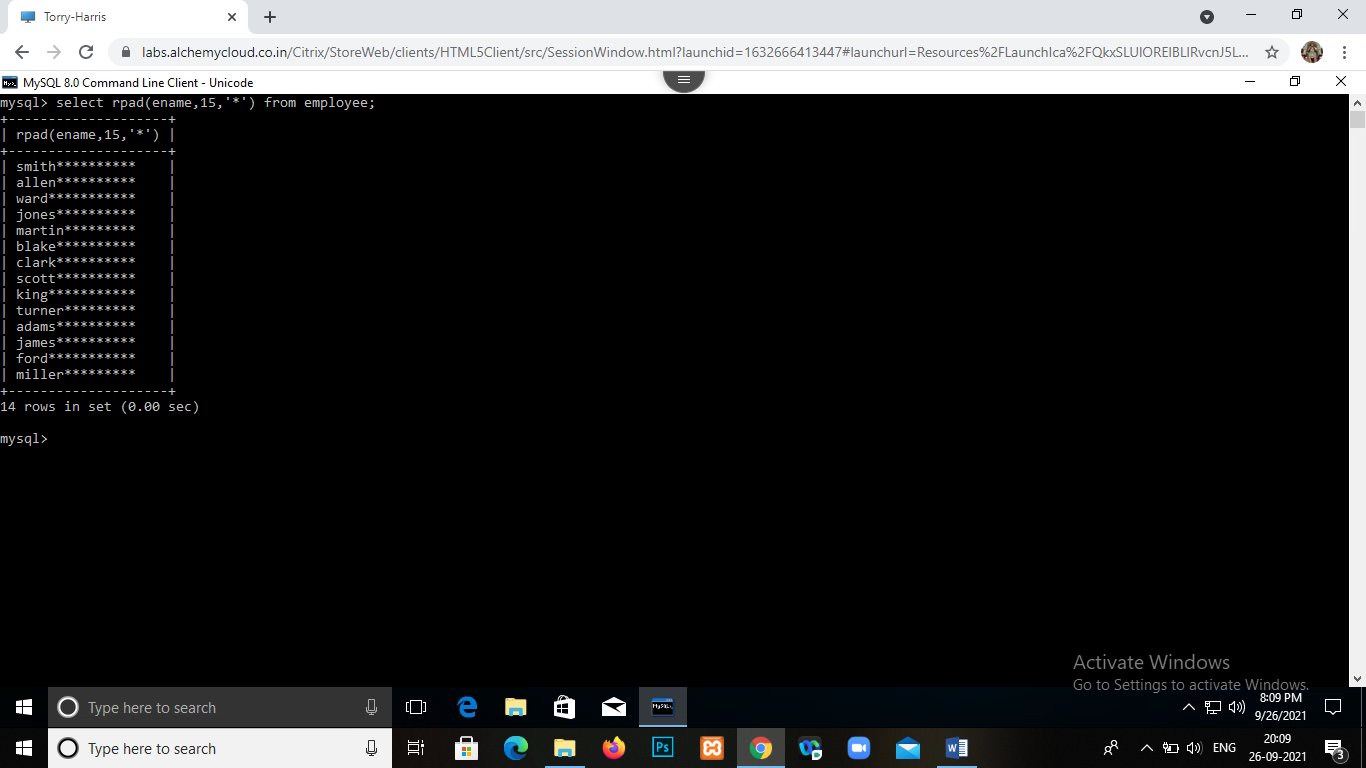 Torry-Harris
labs.alchemycloud.co.in/Citrix/StoreWeb/clients/HTML5Client/src/SessionWindow.html?launchid=1632666413447#launchurl=Resources%2FLaunchIca%2FQkxSLUlOREIBLlRvcnJ5L...
MySQL 8.0 Command Line Client - Unicode
mysql> select rpad(ename,15,'*') from employee;
+--------------------+
| rpad(ename,15,'*') |
+--------------------+
| smith**********    |
| allen**********    |
| ward***********    |
| jones**********    |
| martin*********    |
| blake**********    |
| clark**********    |
| scott**********    |
| king***********    |
| turner*********    |
| adams**********    |
| james**********    |
| ford***********    |
| miller*********    |
+--------------------+
14 rows in set (0.00 sec)
mysql>
Activate Windows
Go to Settings to activate Windows.
Type here to search
MySQL
8:09 PM
9/26/2021
Type here to search
Ps
ENG
20:09
26-09-2021
3